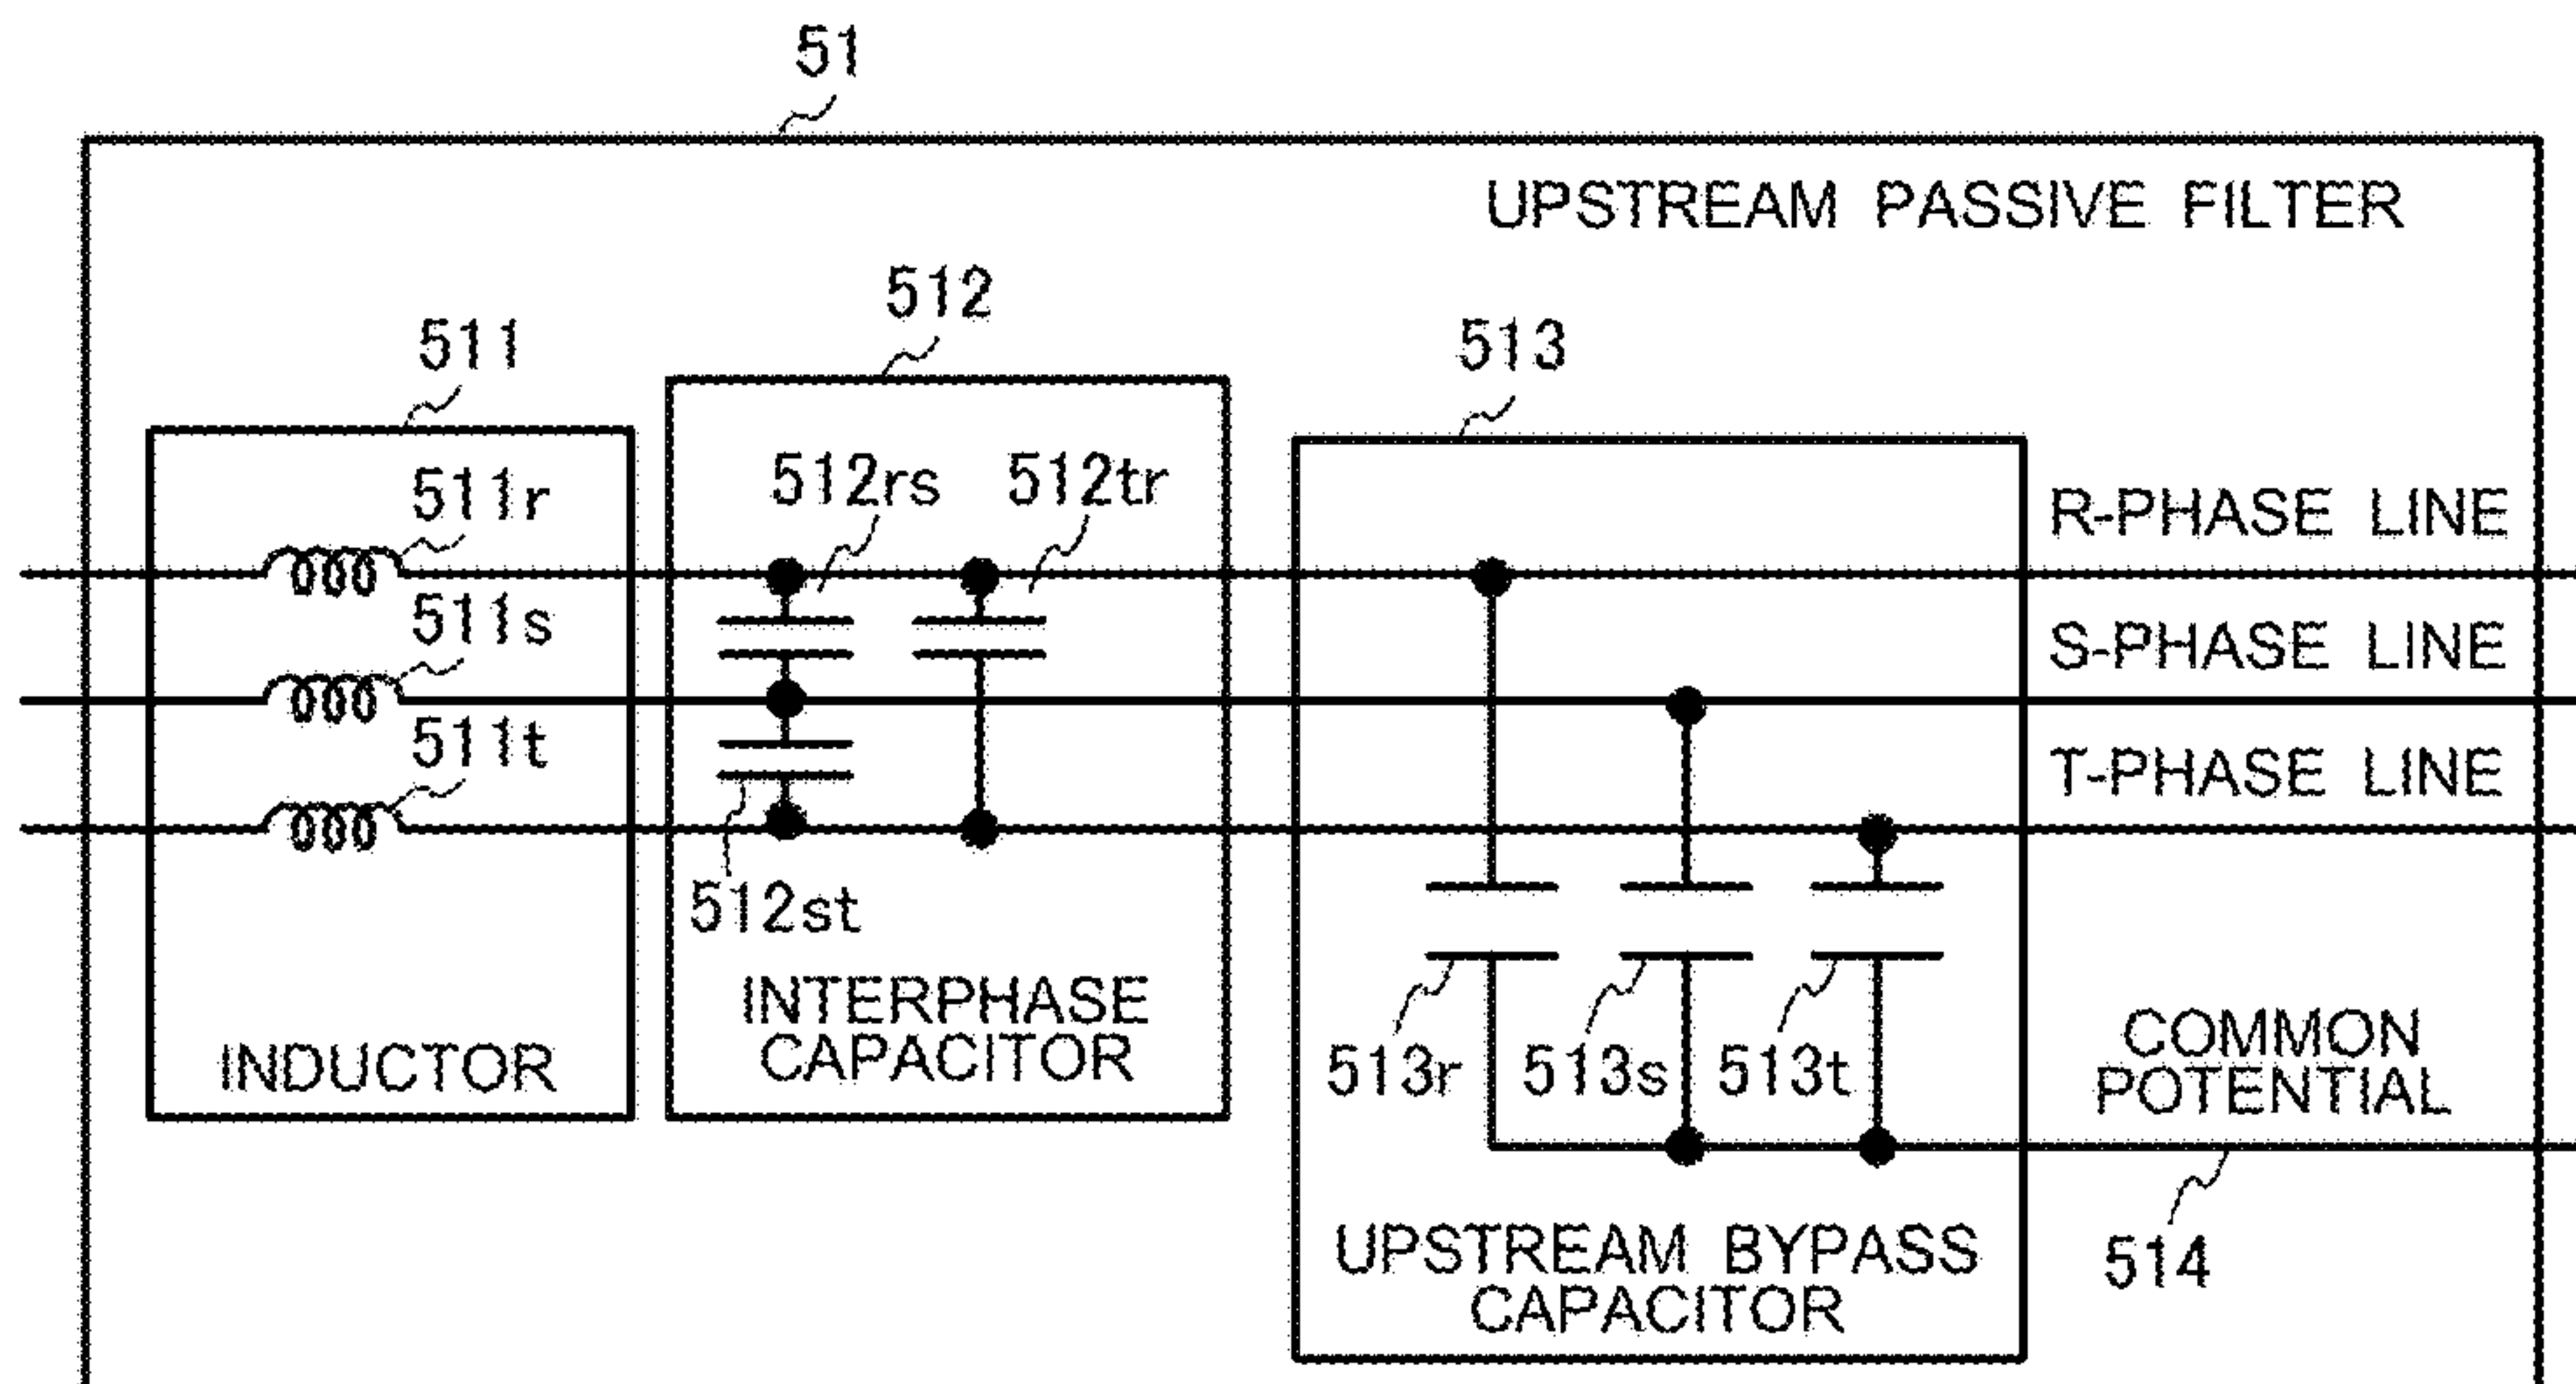 51
UPSTREAM PASSIVE FILTER
512
511
513
511r
512rs
512tr
R-PHASE LINE
511s
S-PHASE LINE
511t
T-PHASE LINE
512st
INTERPHASE
CAPACITOR
INDUCTOR
513r
513s
513t
COMMON
POTENTIAL
UPSTREAM BYPASS
CAPACITOR
514